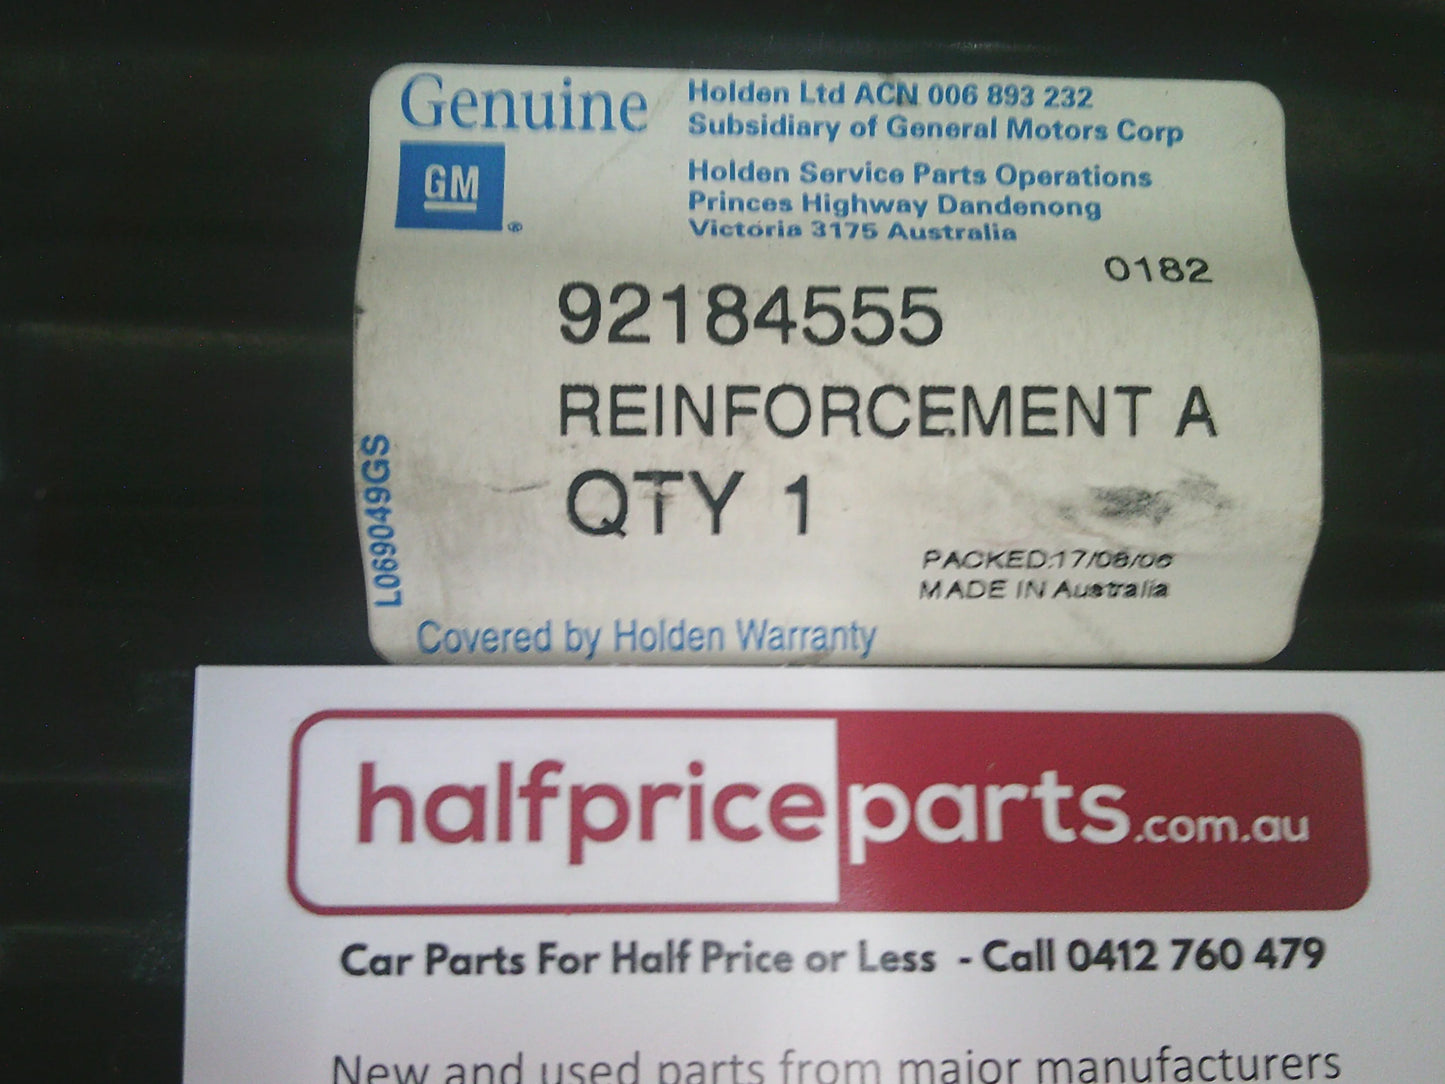 Genuine
GM
®
Holden Ltd ACN 006 893 232
Subsidiary of General Motors Corp
Holden Service Parts Operations
Princes Highway Dandenong
Victoria 3175 Australia
0182
92184555
REINFORCEMENT A
QTY 1
PACKED:17/08/06
MADE IN Australia
L069049GS
Covered by Holden Warranty
halfpriceparts.com.au
Car Parts For Half Price or Less - Call 0412 760 479
New and used parts from major manufacturers